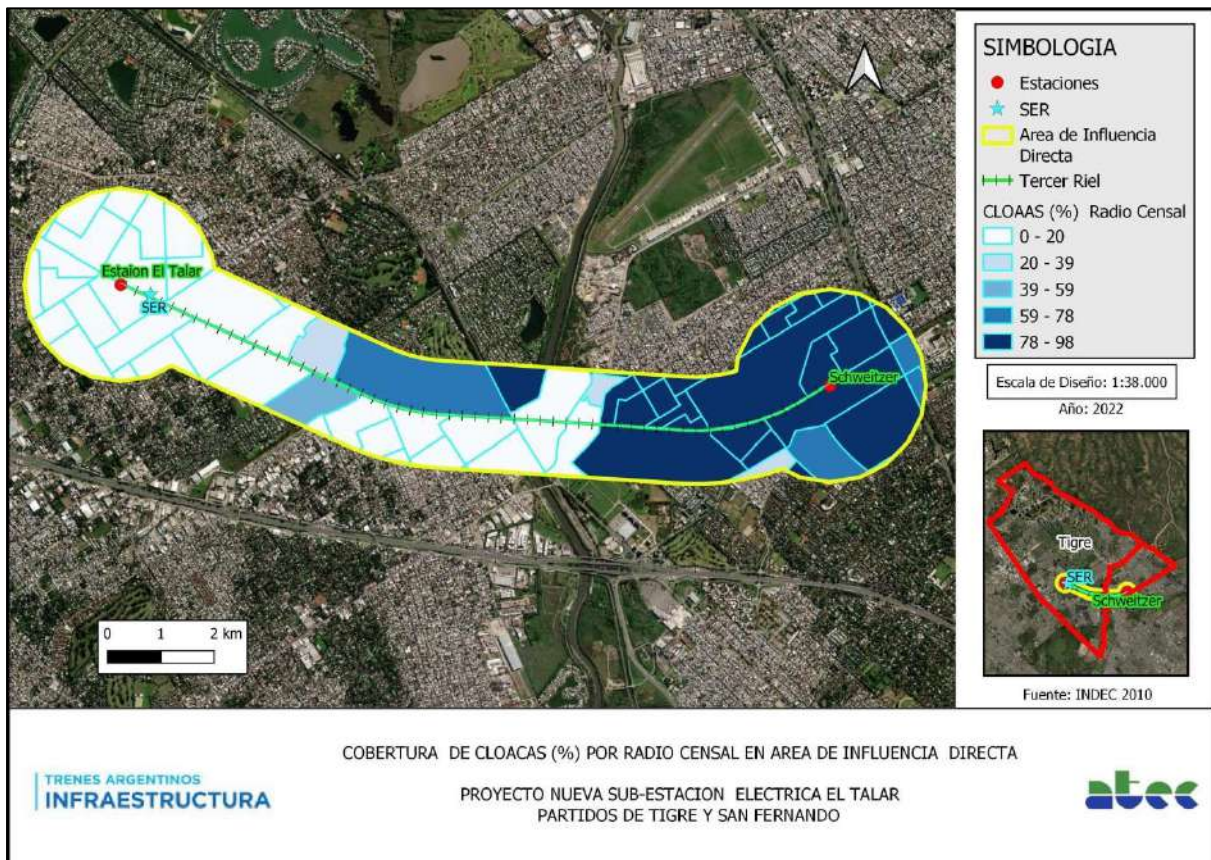 Estaion El Talar
SER
Schweitzer
0 1 2 km
SIMBOLOGIA
Estaciones
SER
Area de Influencia
Directa
Tercer Riel
CLOAAS (%) Radio Censal
0 - 20
20 - 39
39 - 59
59 - 78
78 - 98
Escala de Diseño: 1:38.000
Año: 2022
Tigre
SER
Schweitzer
Fuente: INDEC 2010
COBERTURA DE CLOACAS (%) POR RADIO CENSAL EN AREA DE INFLUENCIA DIRECTA
PROYECTO NUEVA SUB-ESTACION ELECTRICA EL TALAR
PARTIDOS DE TIGRE Y SAN FERNANDO
TRENES ARGENTINOS
INFRAESTRUCTURA
atec